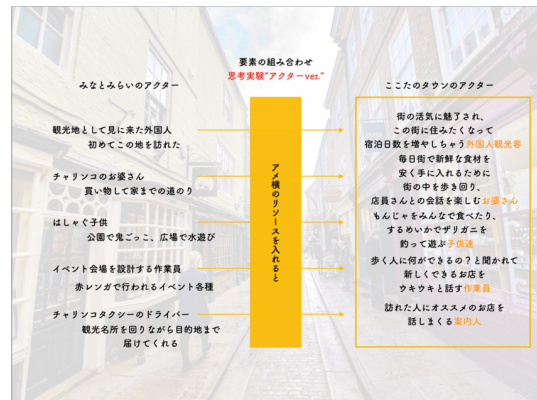 要素の組み合わせ
思考実験“アクターver.”
みなとみらいのアクター
観光地として見に来た外国人
初めてこの地を訪れた
チャリンコのお婆さん
買い物して家までの道のり
はしゃぐ子供
公園で鬼ごっこ、広場で水遊び
イベント会場を設計する作業員
赤レンガで行われるイベント各種
チャリンコタクシーのドライバー
観光名所を回りながら目的地まで
届けてくれる
アメ横のリソースを入れると
ここたのタウンのアクター
街の活気に魅了され、
この街に住みたくなって
宿泊日数を増やしちゃう外国人観光客
毎日街で新鮮な食材を
安く手に入れるために
街の中を歩き回り、
店員さんとの会話を楽しむお婆さん
もんじゃをみんなで食べたり、
するめいかでザリガニを
釣って遊ぶ子供達
歩く人に何ができるの？と聞かれて
新しくできるお店を
ウキウキと話す作業員
訪れた人にオススメのお店を
話しまくる案内人